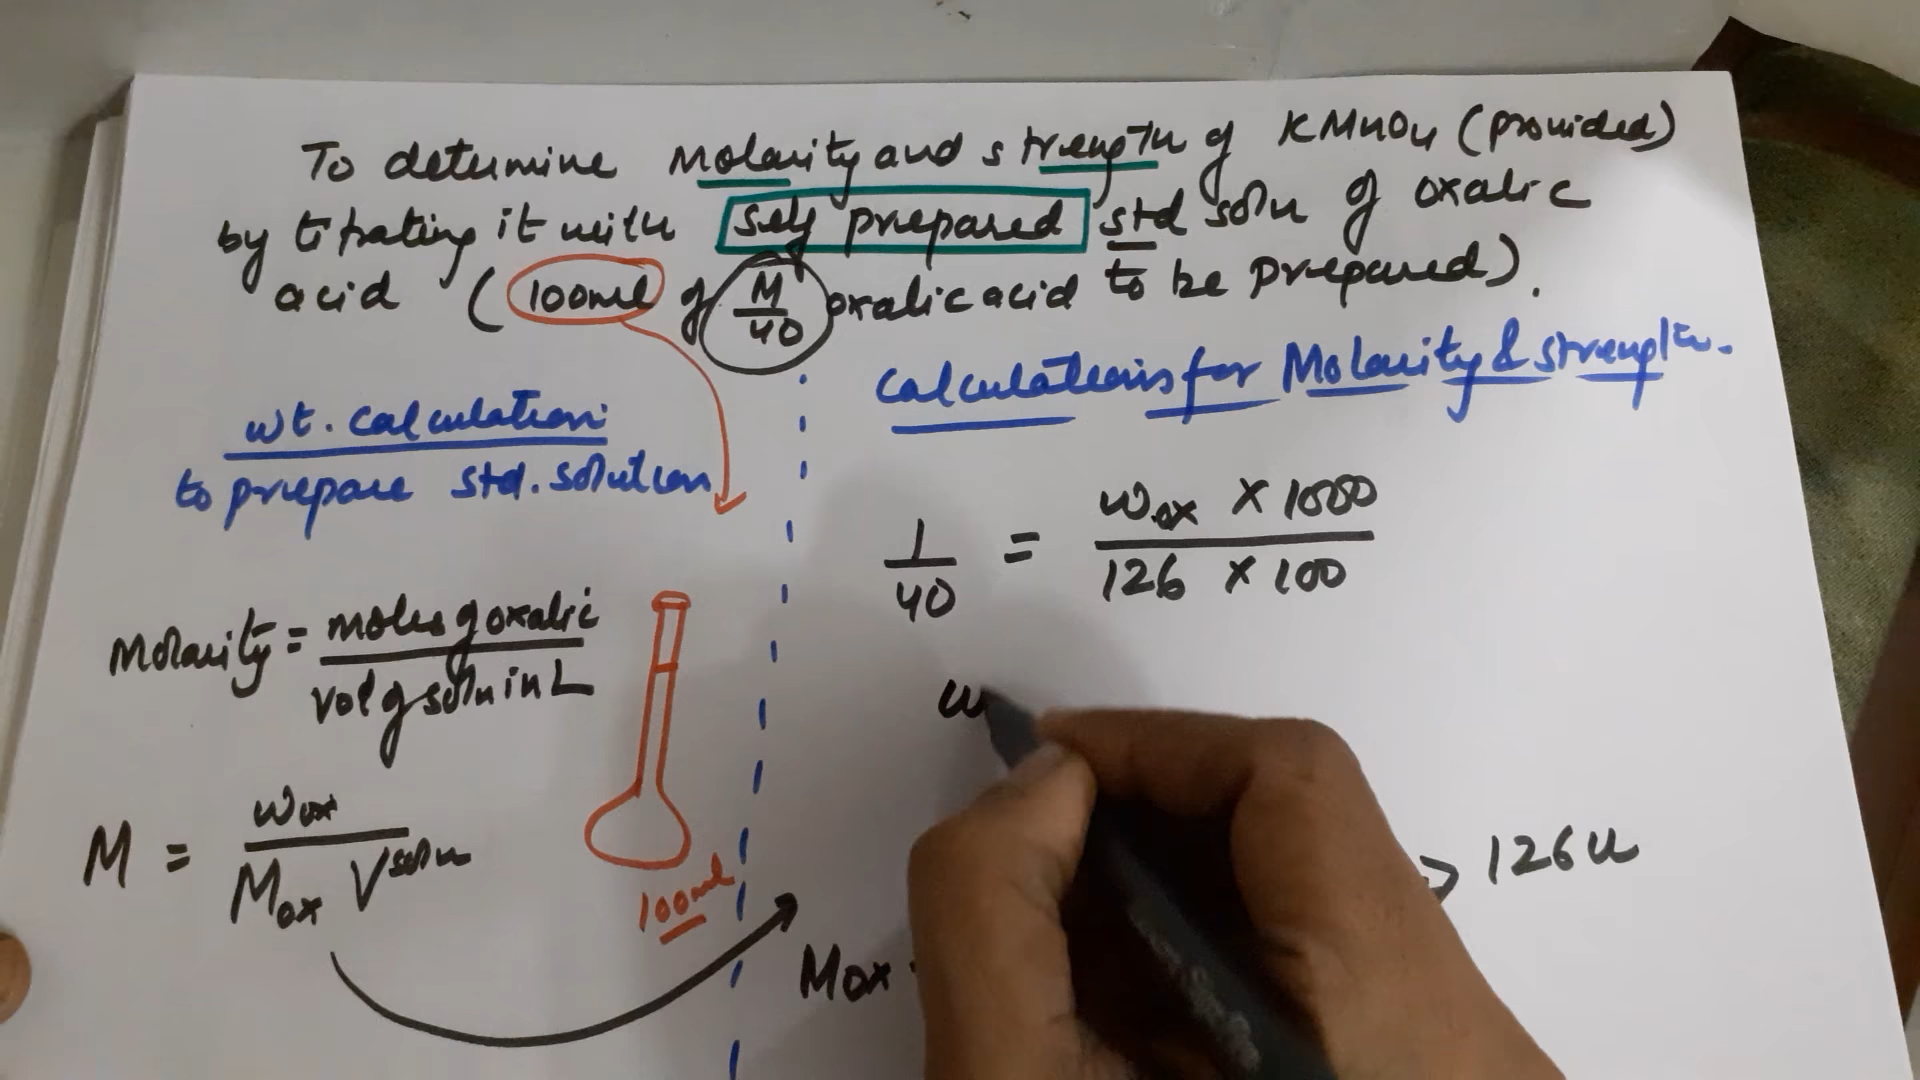 To determine Molarity and strength of KMnO4 (provided)
by titrating it with self prepared std soln of oxalic
acid (100ml of M/40 oxalic acid to be prepared).
wt. calculation
to prepare std. solution
Molarity = moles of oxalic / vol of soln in L
M = wox / Mox Vsoln
100ml
Calculations for Molarity & strength.
1/40 = wox × 1000 / 126 × 100
w
→ 126u
Mox